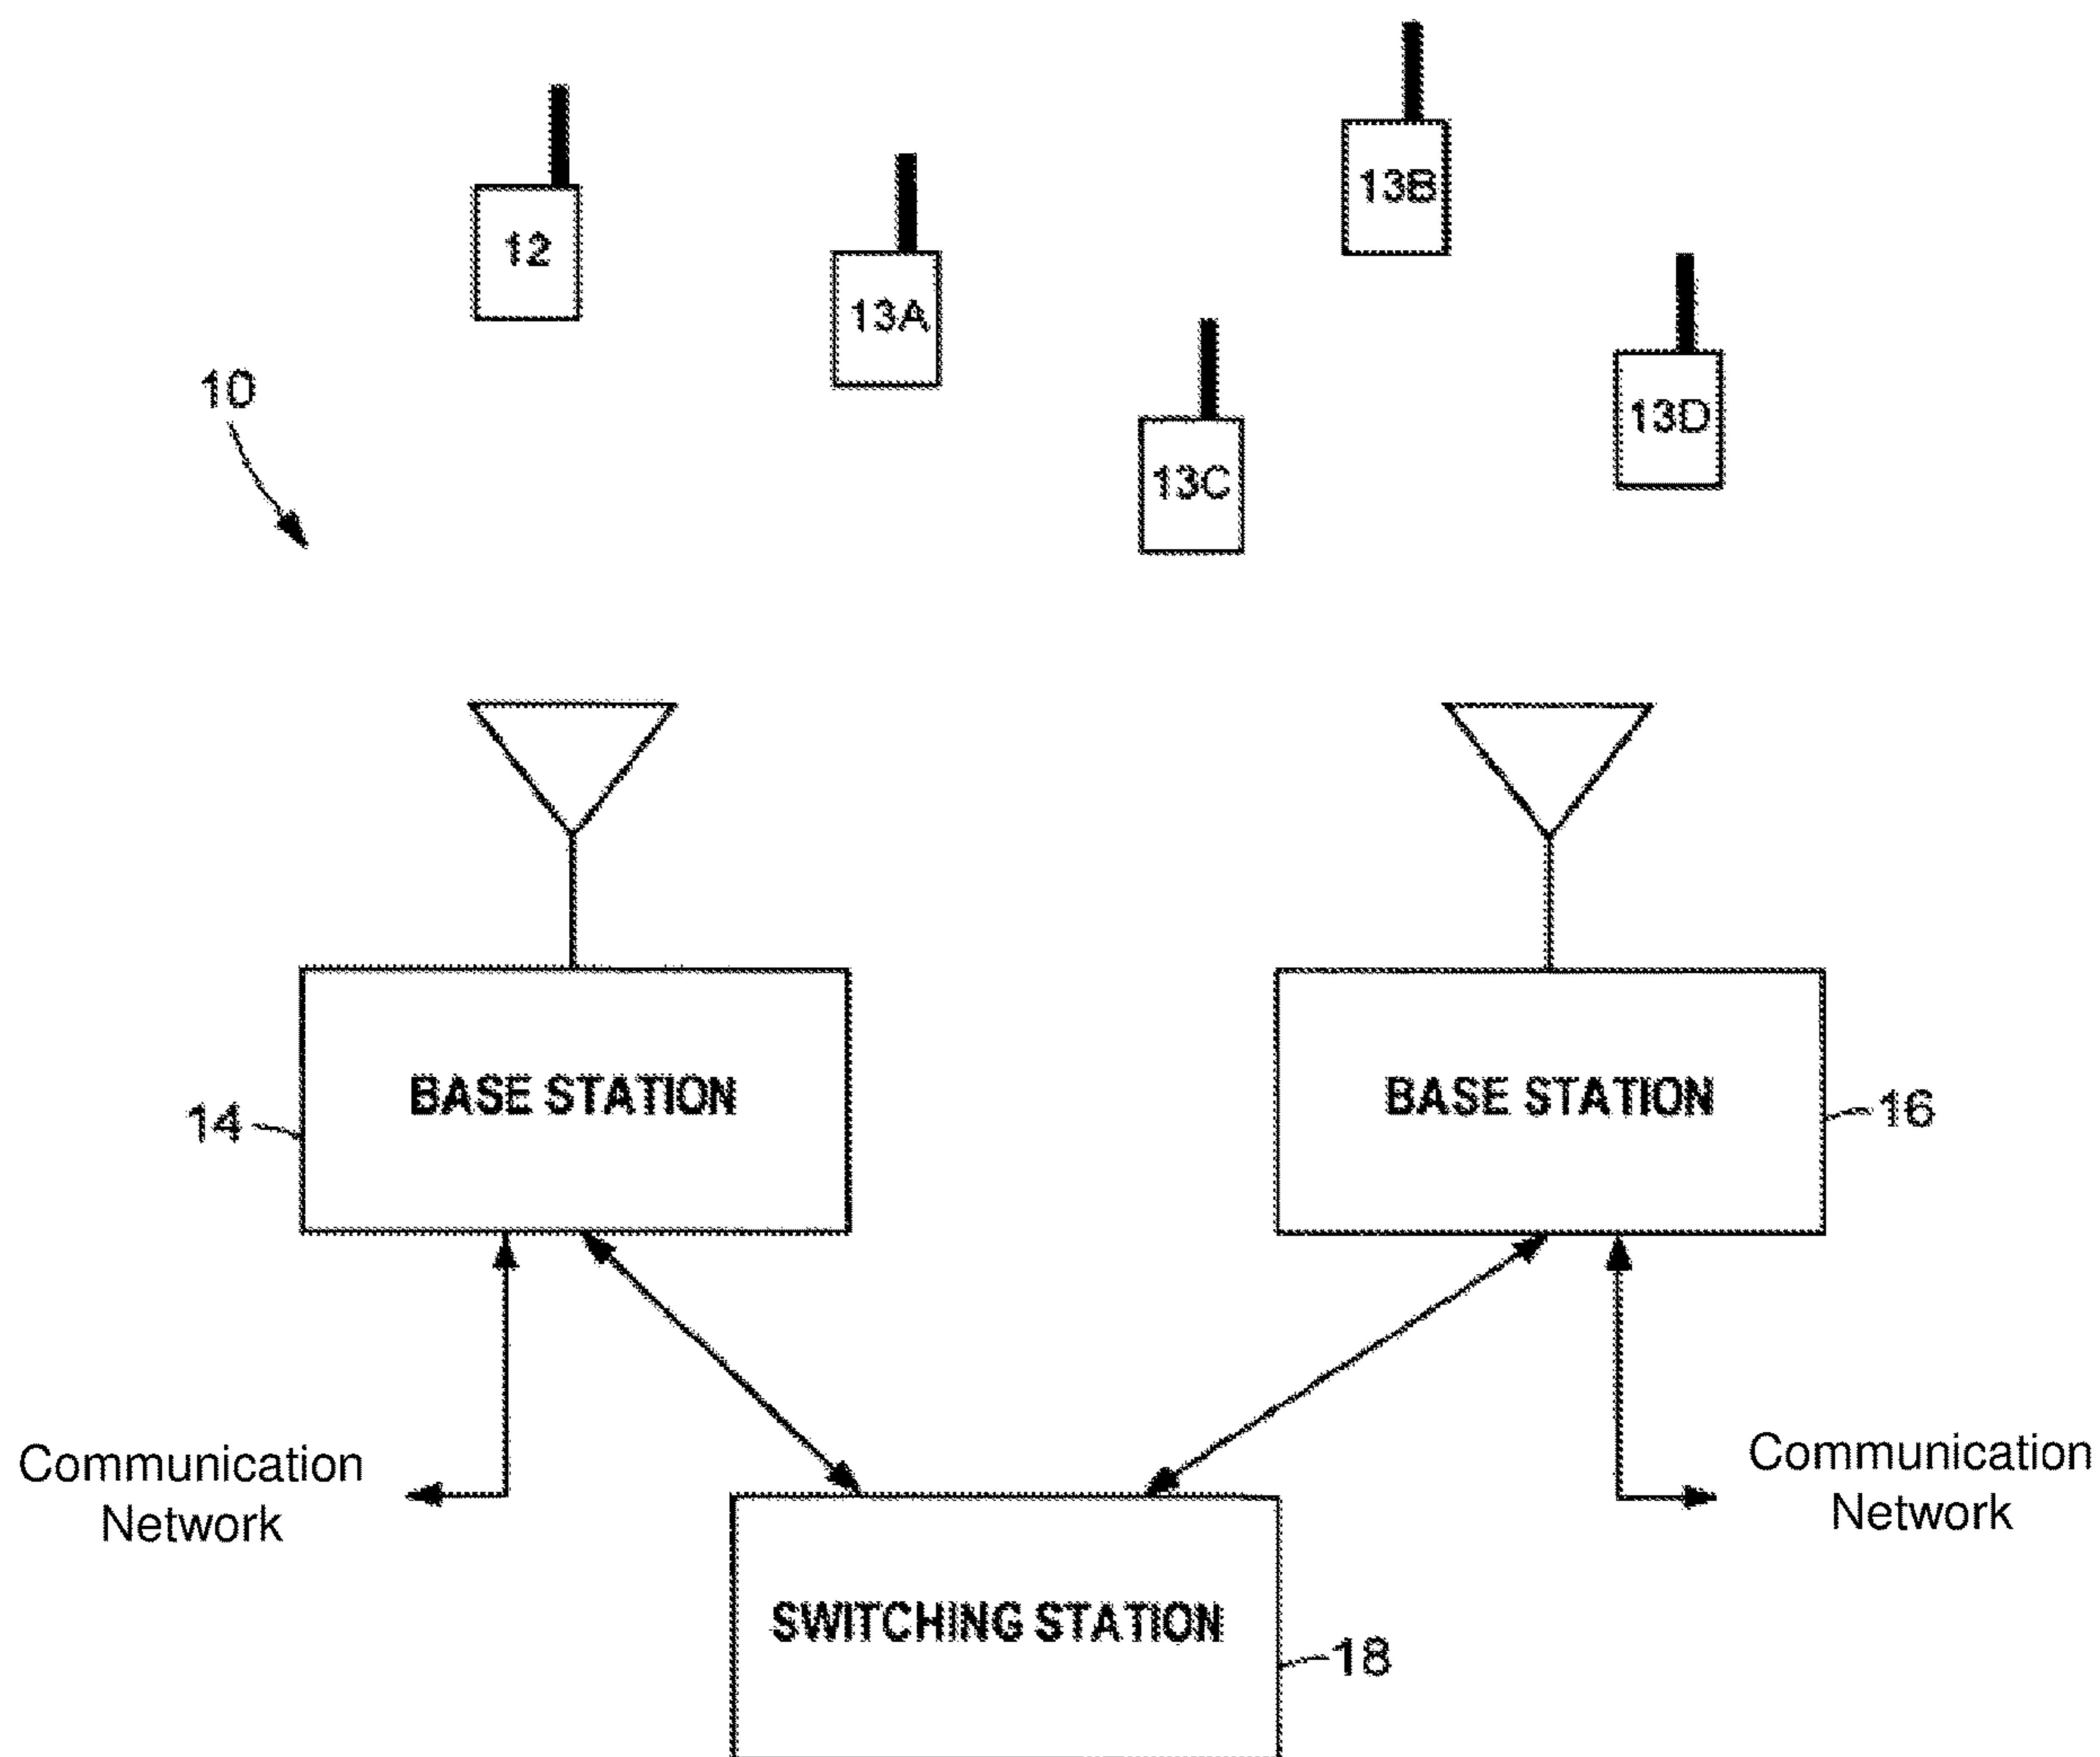 13B
12
13A
10
13D
13C
BASE STATION
BASE STATION
14
16
Communication
Network
Communication
Network
SWITCHING STATION
18